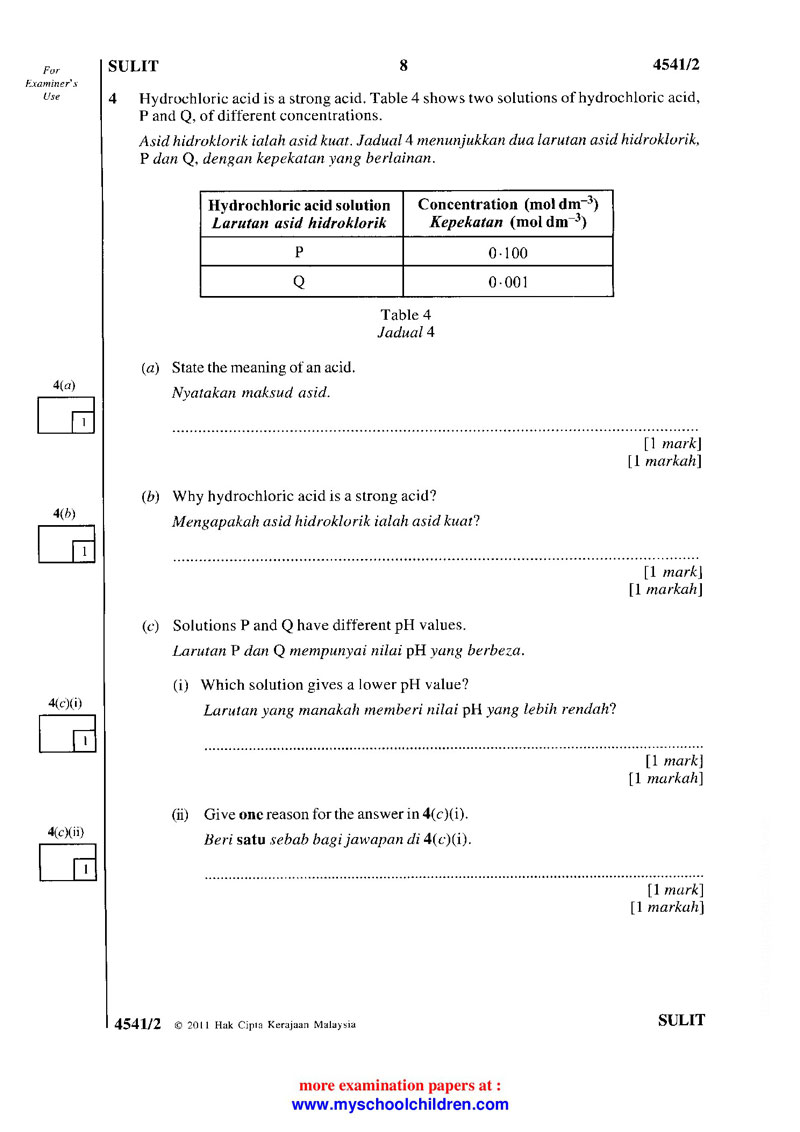 For
Examiner's
Use
SULIT 8 4541/2
4 Hydrochloric acid is a strong acid. Table 4 shows two solutions of hydrochloric acid,
P and Q, of different concentrations.
Asid hidroklorik ialah asid kuat. Jadual 4 menunjukkan dua larutan asid hidroklorik,
P dan Q, dengan kepekatan yang berlainan.
Hydrochloric acid solution Concentration (mol dm⁻³)
Larutan asid hidroklorik Kepekatan (mol dm⁻³)
P 0·100
Q 0·001
Table 4
Jadual 4
(a) State the meaning of an acid.
4(a)
Nyatakan maksud asid.
1
[1 mark]
[1 markah]
(b) Why hydrochloric acid is a strong acid?
4(b)
Mengapakah asid hidroklorik ialah asid kuat?
1
[1 mark]
[1 markah]
(c) Solutions P and Q have different pH values.
Larutan P dan Q mempunyai nilai pH yang berbeza.
(i) Which solution gives a lower pH value?
4(c)(i)
Larutan yang manakah memberi nilai pH yang lebih rendah?
1
[1 mark]
[1 markah]
(ii) Give one reason for the answer in 4(c)(i).
4(c)(ii)
Beri satu sebab bagi jawapan di 4(c)(i).
1
[1 mark]
[1 markah]
4541/2 © 2011 Hak Cipta Kerajaan Malaysia SULIT
more examination papers at :
www.myschoolchildren.com